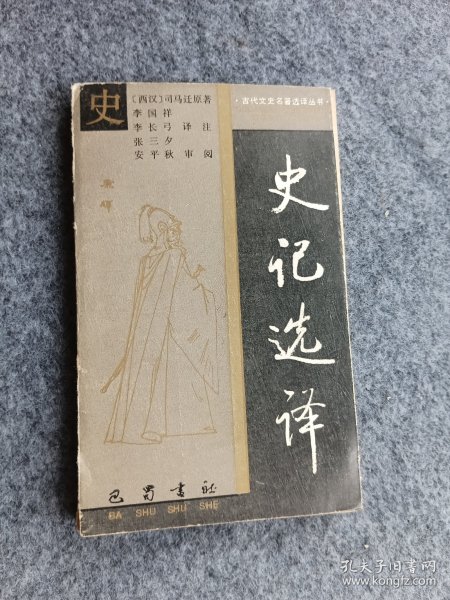 史
〔西汉〕司马迁原著
李国祥
李长弓 译注
张三夕
安平秋 审阅
·古代文史名著选译丛书·
史记选译
巴蜀书社
BA SHU SHU SHE
孔夫子旧书网
www.kongfz.com